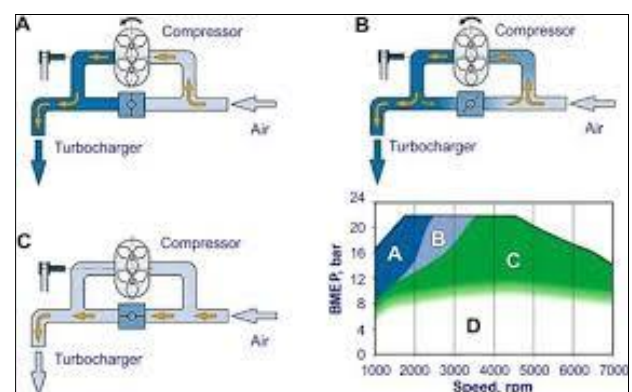 A
Compressor
Air
Turbocharger
B
Compressor
Air
Turbocharger
C
Compressor
Air
Turbocharger
24
20
16
12
8
4
0
BMEP, bar
A
B
C
D
1000 2000 3000 4000 5000 6000 7000
Speed, rpm